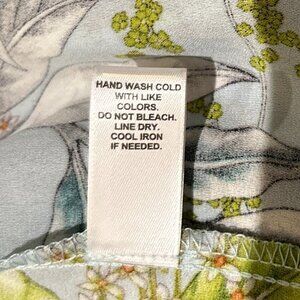 HAND WASH COLD
WITH LIKE
COLORS.
DO NOT BLEACH.
LINE DRY.
COOL IRON
IF NEEDED.